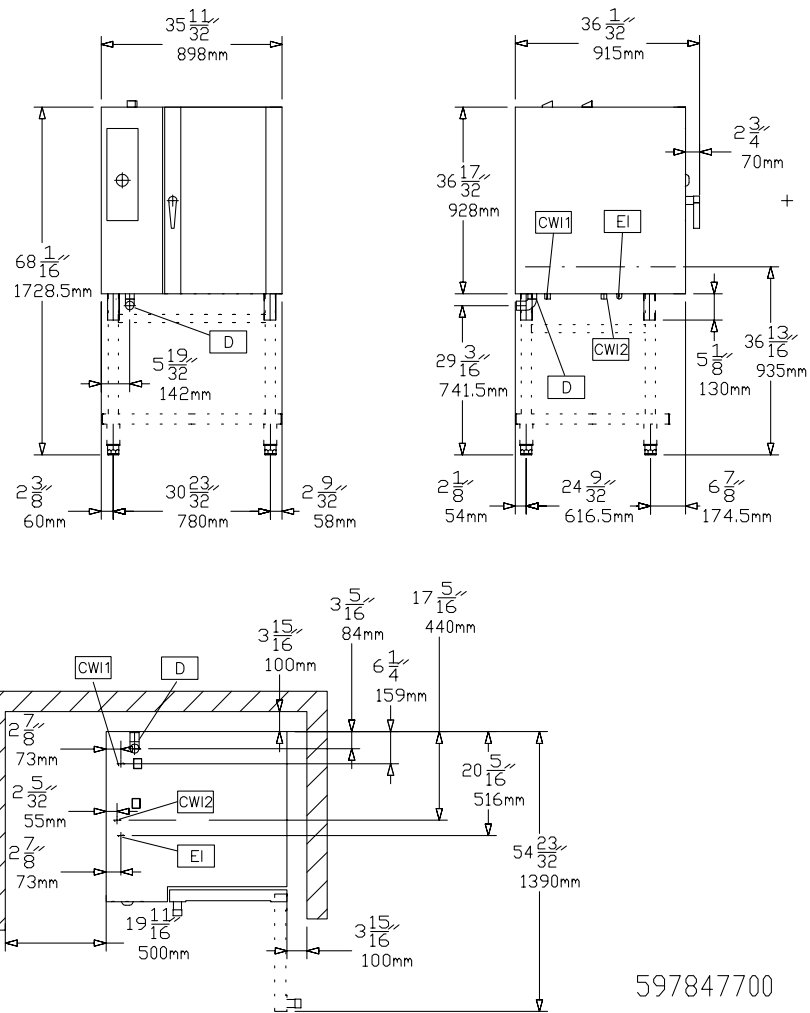 35 11/32″
898mm
36 1/32″
915mm
2 3/4″
70mm
36 17/32″
928mm
CWI1
EI
68 1/16″
1728.5mm
D
5 19/32″
142mm
CWI2
29 3/16″
741.5mm
D
5 1/8″
130mm
36 13/16″
935mm
2 3/8″
60mm
30 23/32″
780mm
2 9/32″
58mm
2 1/8″
54mm
24 9/32″
616.5mm
6 7/8″
174.5mm
17 5/16″
440mm
3 5/16″
84mm
3 15/16″
100mm
6 1/4″
159mm
CWI1
D
2 7/8″
73mm
20 5/16″
516mm
2 5/32″
55mm
CWI2
2 7/8″
73mm
EI
54 23/32″
1390mm
19 11/16″
500mm
3 15/16″
100mm
597847700